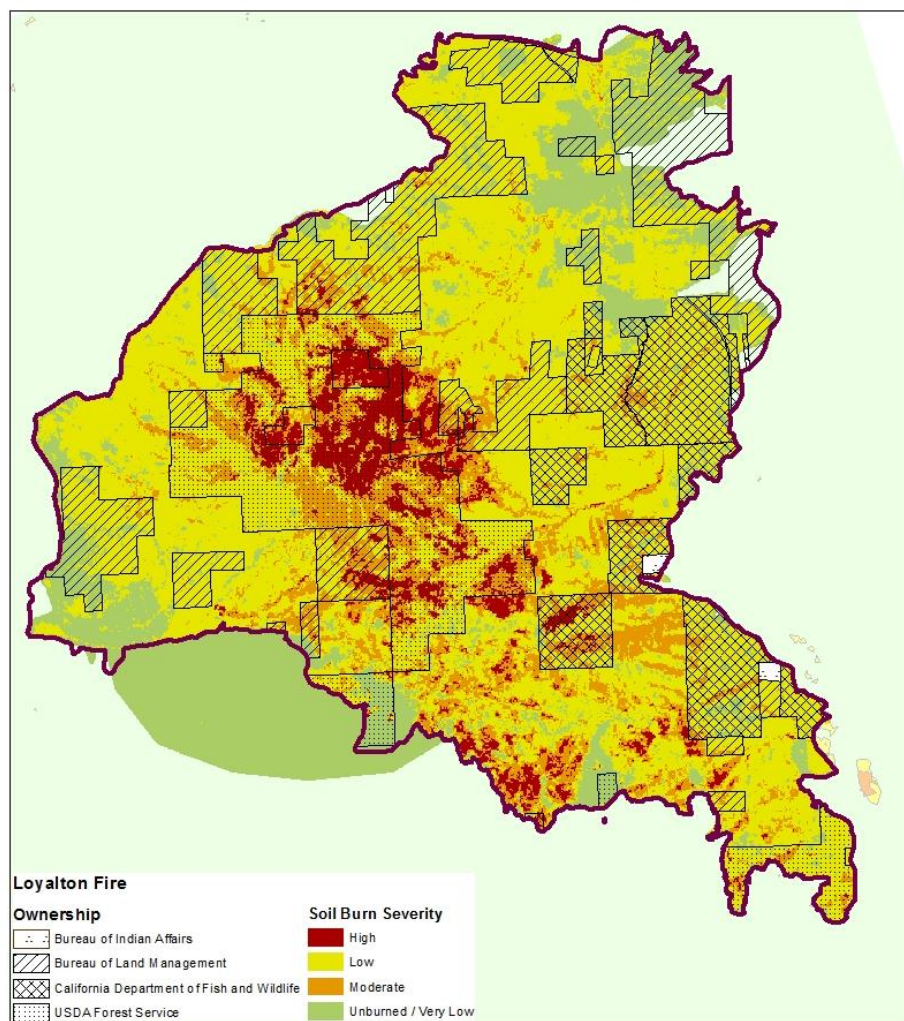 Loyalton Fire
Ownership
Bureau of Indian Affairs
Bureau of Land Management
California Department of Fish and Wildlife
USDA Forest Service
Soil Burn Severity
High
Low
Moderate
Unburned / Very Low